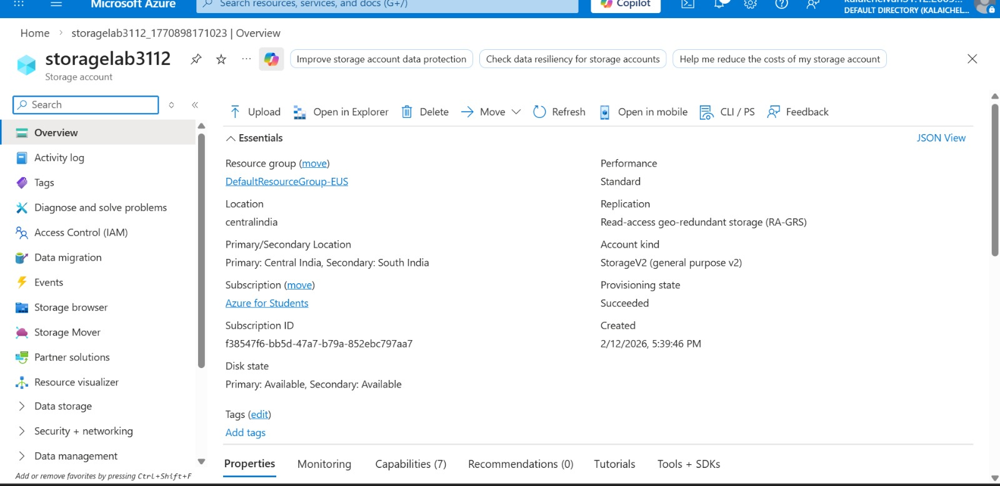 Microsoft Azure
Search resources, services, and docs (G+/)
Copilot
DEFAULT DIRECTORY (KALAICHEL...
Home > storagelab3112_1770898171023 | Overview
storagelab3112
Storage account
Improve storage account data protection
Check data resiliency for storage accounts
Help me reduce the costs of my storage account
Search
Overview
Activity log
Tags
Diagnose and solve problems
Access Control (IAM)
Data migration
Events
Storage browser
Storage Mover
Partner solutions
Resource visualizer
Data storage
Security + networking
Data management
Add or remove favorites by pressing Ctrl+Shift+F
Upload
Open in Explorer
Delete
Move
Refresh
Open in mobile
CLI / PS
Feedback
Essentials
JSON View
Resource group (move)
DefaultResourceGroup-EUS
Location
centralindia
Primary/Secondary Location
Primary: Central India, Secondary: South India
Subscription (move)
Azure for Students
Subscription ID
f38547f6-bb5d-47a7-b79a-852ebc797aa7
Disk state
Primary: Available, Secondary: Available
Tags (edit)
Add tags
Performance
Standard
Replication
Read-access geo-redundant storage (RA-GRS)
Account kind
StorageV2 (general purpose v2)
Provisioning state
Succeeded
Created
2/12/2026, 5:39:46 PM
Properties
Monitoring
Capabilities (7)
Recommendations (0)
Tutorials
Tools + SDKs